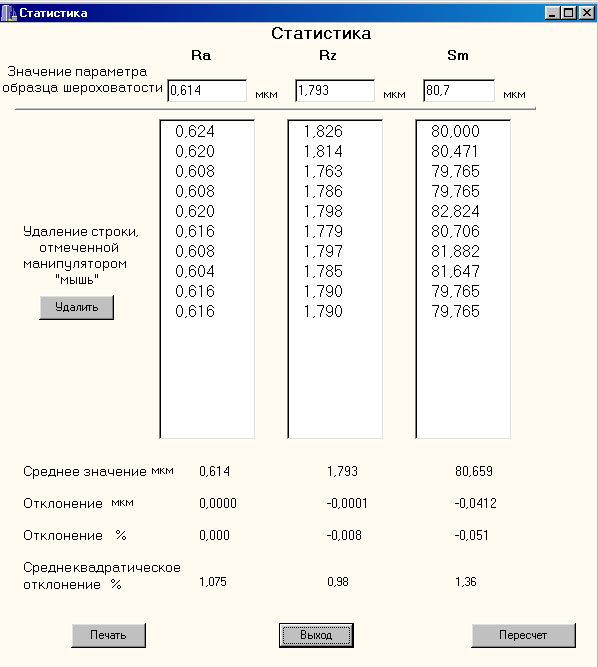 Статистика
Статистика
Ra Rz Sm
Значение параметра
образца шероховатости 0,614 мкм 1,793 мкм 80,7 мкм
0,624 1,826 80,000
0,620 1,814 80,471
0,608 1,763 79,765
0,608 1,786 79,765
0,620 1,798 82,824
0,616 1,779 80,706
0,608 1,797 81,882
0,604 1,785 81,647
0,616 1,790 79,765
0,616 1,790 79,765
Удаление строки,
отмеченной
манипулятором
"мышь"
Удалить
Среднее значение мкм 0,614 1,793 80,659
Отклонение мкм 0,0000 -0,0001 -0,0412
Отклонение % 0,000 -0,008 -0,051
Среднеквадратическое
отклонение % 1,075 0,98 1,36
Печать Выход Пересчет